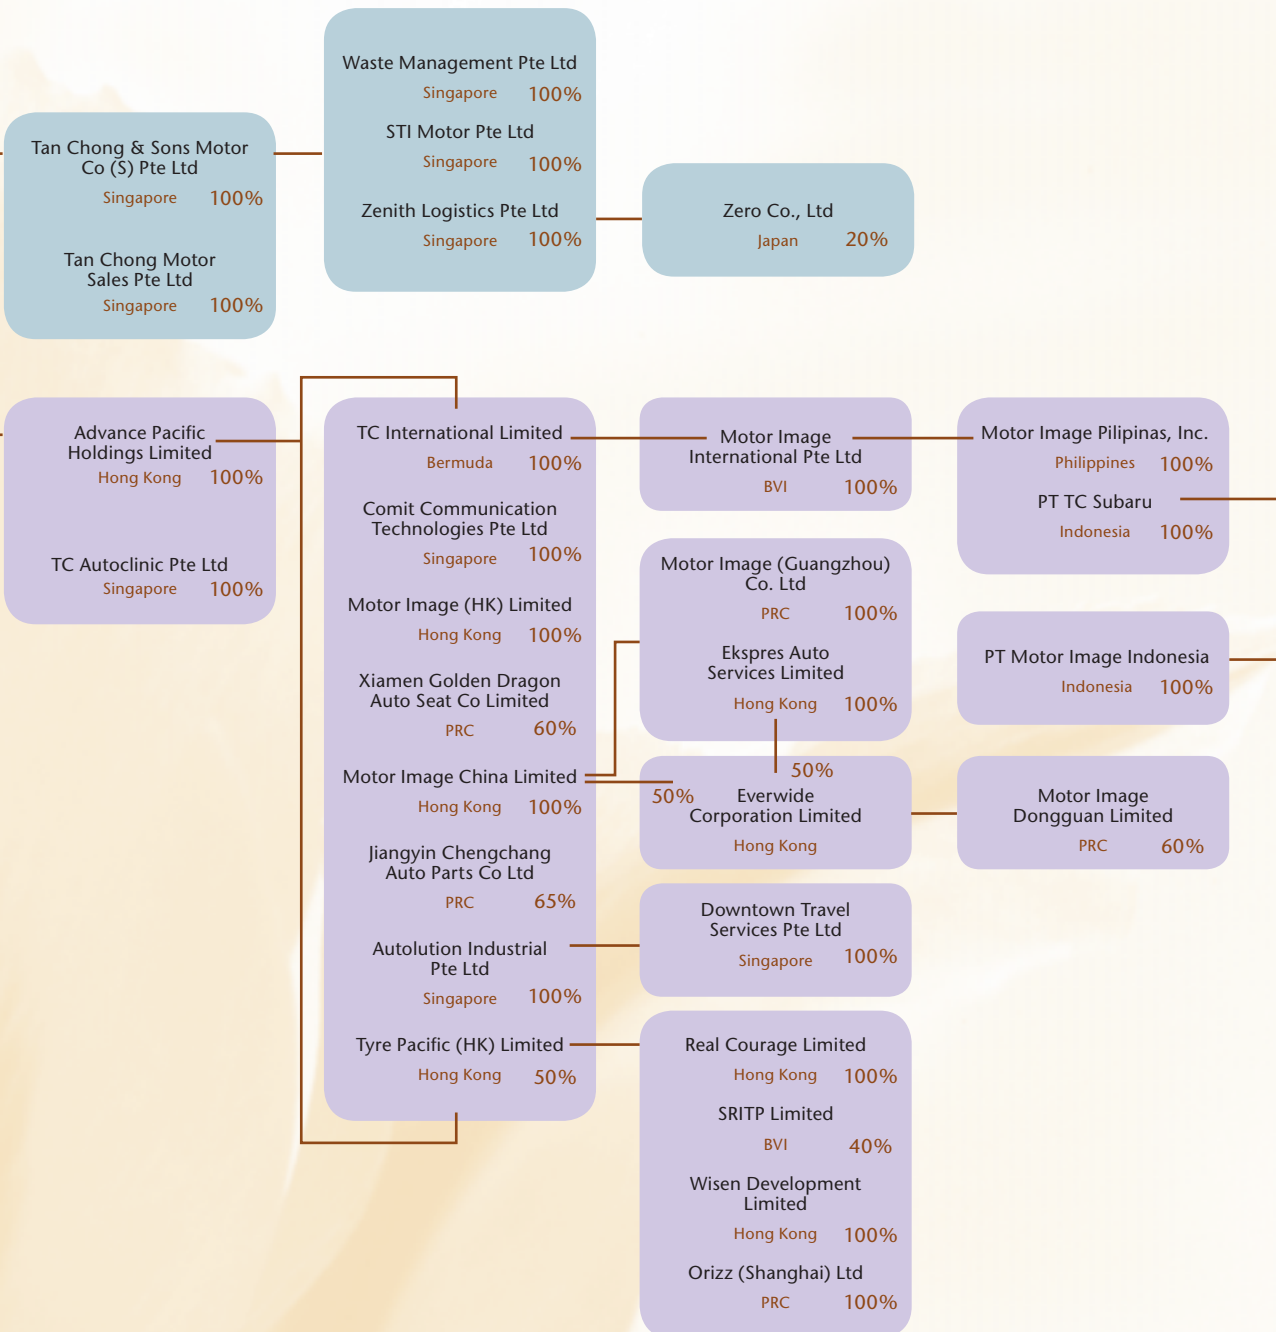 Waste Management Pte Ltd
Singapore 100%
STI Motor Pte Ltd
Singapore 100%
Zenith Logistics Pte Ltd
Singapore 100%
Tan Chong & Sons Motor
Co (S) Pte Ltd
Singapore 100%
Tan Chong Motor
Sales Pte Ltd
Singapore 100%
Zero Co., Ltd
Japan 20%
Advance Pacific
Holdings Limited
Hong Kong 100%
TC Autoclinic Pte Ltd
Singapore 100%
TC International Limited
Bermuda 100%
Comit Communication
Technologies Pte Ltd
Singapore 100%
Motor Image (HK) Limited
Hong Kong 100%
Xiamen Golden Dragon
Auto Seat Co Limited
PRC 60%
Motor Image China Limited
Hong Kong 100%
Jiangyin Chengchang
Auto Parts Co Ltd
PRC 65%
Autolution Industrial
Pte Ltd
Singapore 100%
Tyre Pacific (HK) Limited
Hong Kong 50%
Motor Image
International Pte Ltd
BVI 100%
Motor Image (Guangzhou)
Co. Ltd
PRC 100%
Ekspres Auto
Services Limited
Hong Kong 100%
50%
50%
Everwide
Corporation Limited
Hong Kong
Downtown Travel
Services Pte Ltd
Singapore 100%
Real Courage Limited
Hong Kong 100%
SRITP Limited
BVI 40%
Wisen Development
Limited
Hong Kong 100%
Orizz (Shanghai) Ltd
PRC 100%
Motor Image Pilipinas, Inc.
Philippines 100%
PT TC Subaru
Indonesia 100%
PT Motor Image Indonesia
Indonesia 100%
Motor Image
Dongguan Limited
PRC 60%